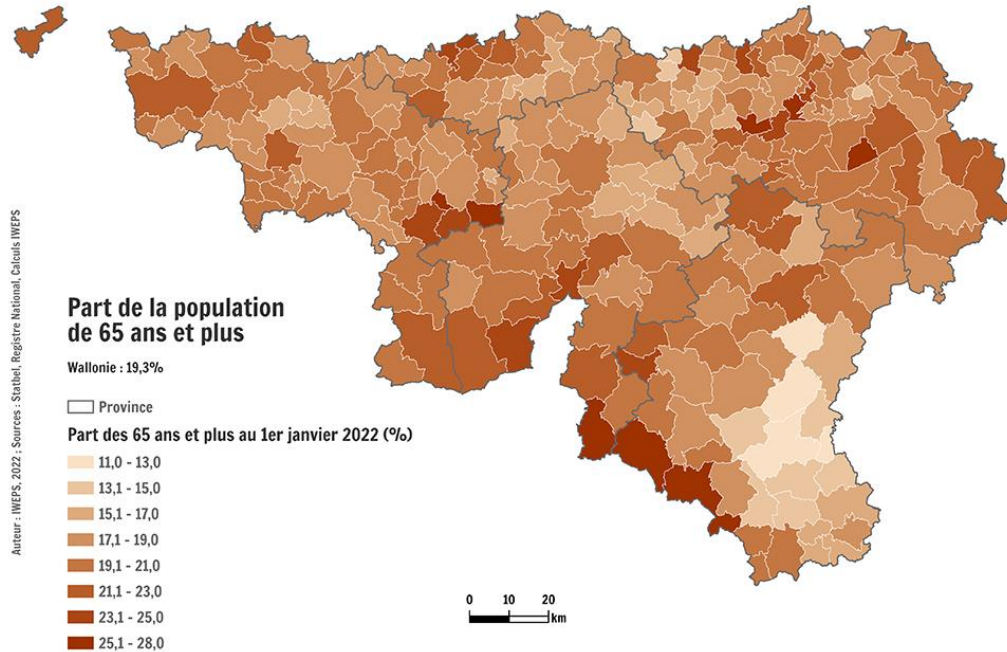 Part de la population
de 65 ans et plus
Wallonie : 19,3%
Province
Part des 65 ans et plus au 1er janvier 2022 (%)
11,0 - 13,0
13,1 - 15,0
15,1 - 17,0
17,1 - 19,0
19,1 - 21,0
21,1 - 23,0
23,1 - 25,0
25,1 - 28,0
0 10 20
km
Auteur : IWEPS, 2022 ; Sources : Statbel, Registre National, Calculs IWEPS